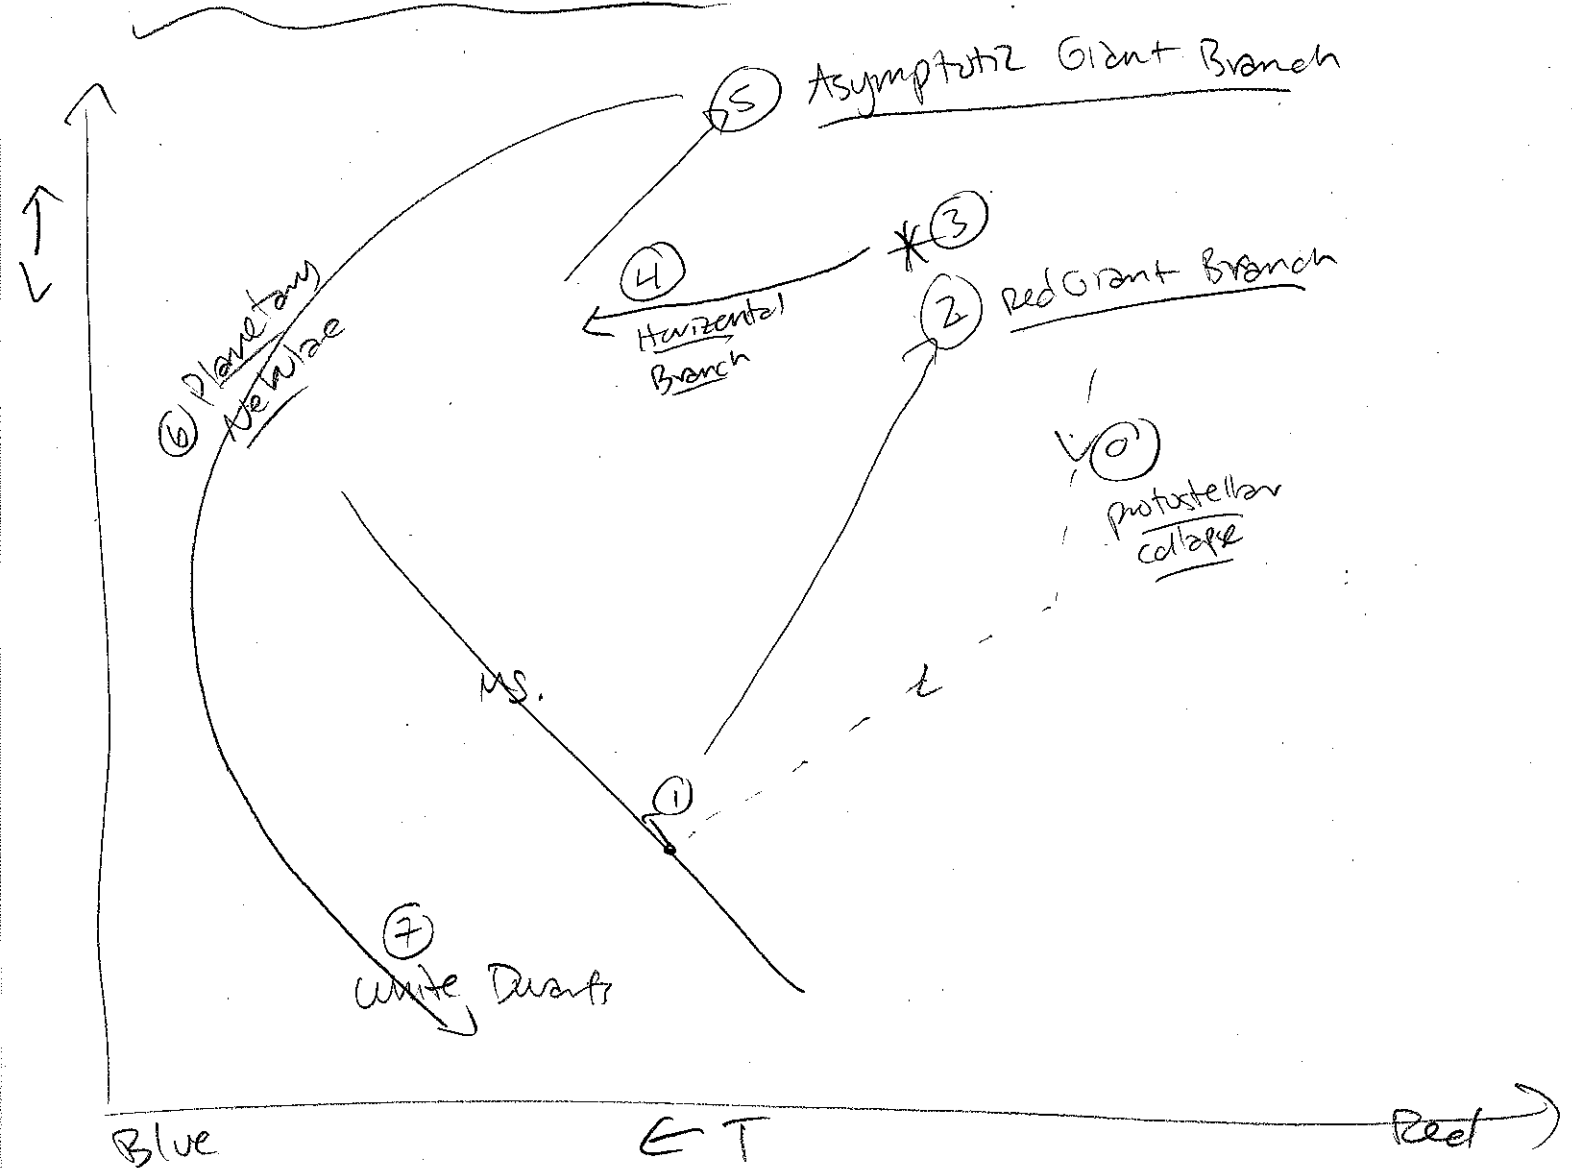 5 Asymptotic Giant Branch
L
3
4
Horizontal
Branch
2 Red Giant Branch
6 Planetary
Nebulae
0
protostellar
collapse
MS.
1
7
White Dwarfs
Blue
← T
Red